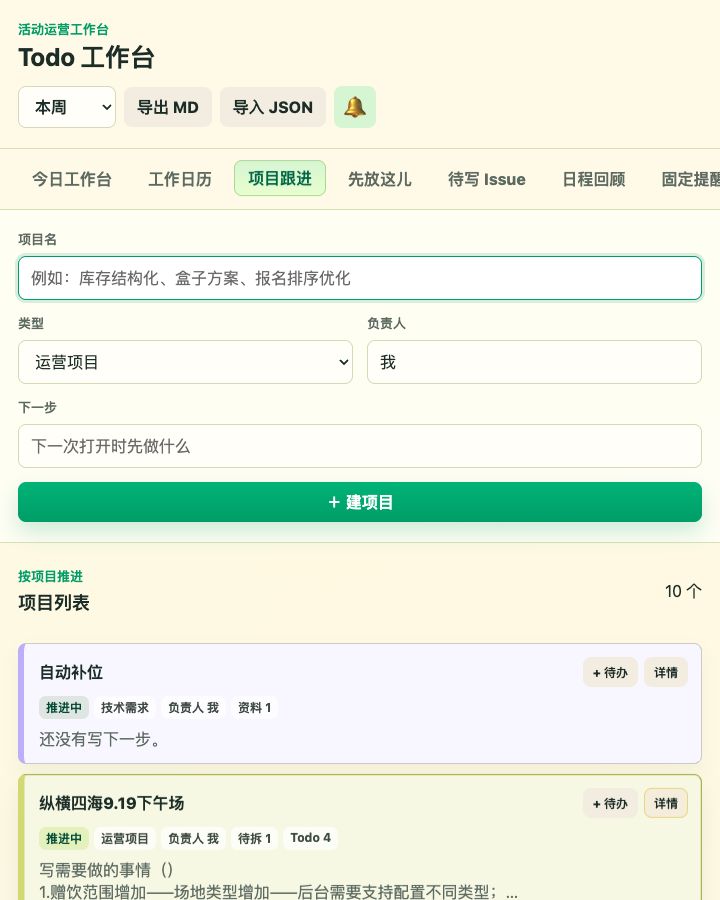 活动运营工作台
Todo 工作台
本周
导出 MD
导入 JSON
今日工作台
工作日历
项目跟进
先放这儿
待写 Issue
日程回顾
固定提醒
项目名
例如：库存结构化、盒子方案、报名排序优化
类型
负责人
运营项目
我
下一步
下一次打开时先做什么
+ 建项目
按项目推进
项目列表
10 个
自动补位
+ 待办
详情
推进中
技术需求
负责人 我
资料 1
还没有写下一步。
纵横四海9.19下午场
+ 待办
详情
推进中
运营项目
负责人 我
待拆 1
Todo 4
写需要做的事情（）
1.赠饮范围增加——场地类型增加——后台需要支持配置不同类型；...